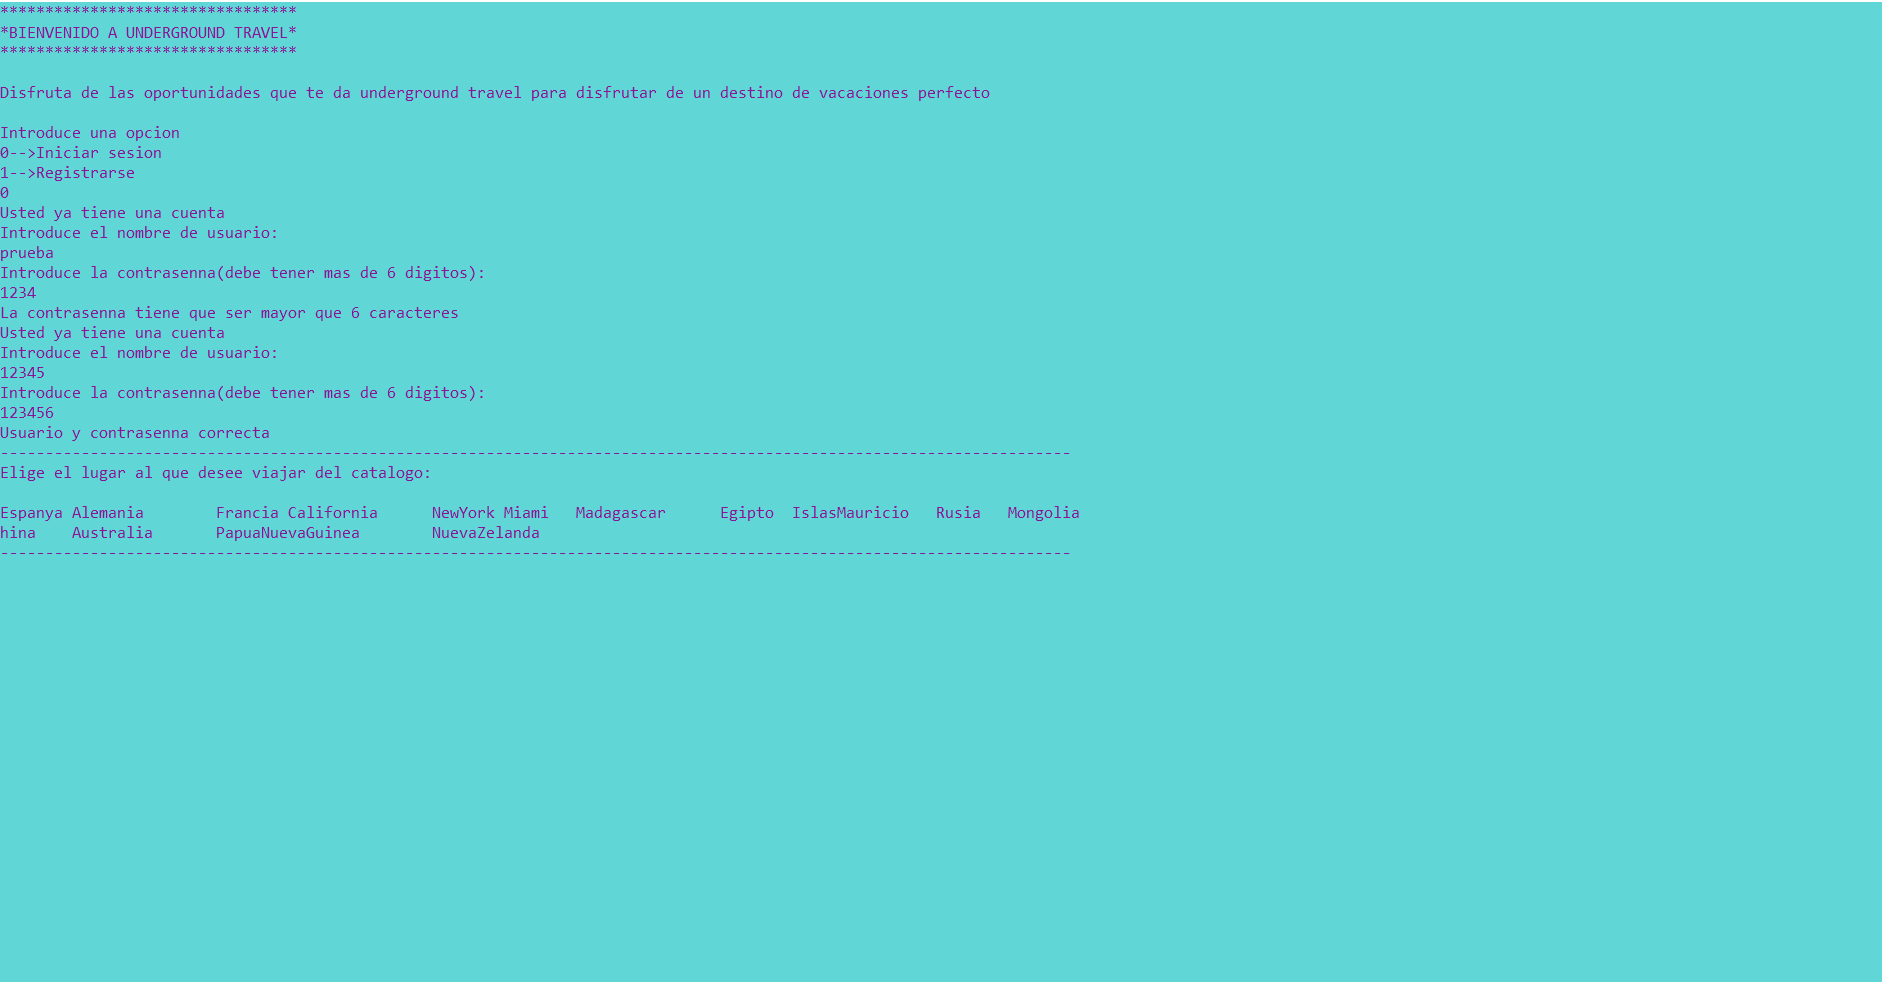 *********************************
*BIENVENIDO A UNDERGROUND TRAVEL*
*********************************
Disfruta de las oportunidades que te da underground travel para disfrutar de un destino de vacaciones perfecto
Introduce una opcion
0-->Iniciar sesion
1-->Registrarse
0
Usted ya tiene una cuenta
Introduce el nombre de usuario:
prueba
Introduce la contrasenna(debe tener mas de 6 digitos):
1234
La contrasenna tiene que ser mayor que 6 caracteres
Usted ya tiene una cuenta
Introduce el nombre de usuario:
12345
Introduce la contrasenna(debe tener mas de 6 digitos):
123456
Usuario y contrasenna correcta
-----------------------------------------------------------------------------------------------------------------------
Elige el lugar al que desee viajar del catalogo:
Espanya Alemania        Francia California      NewYork Miami   Madagascar      Egipto  IslasMauricio   Rusia   Mongolia
hina    Australia       PapuaNuevaGuinea        NuevaZelanda
-----------------------------------------------------------------------------------------------------------------------